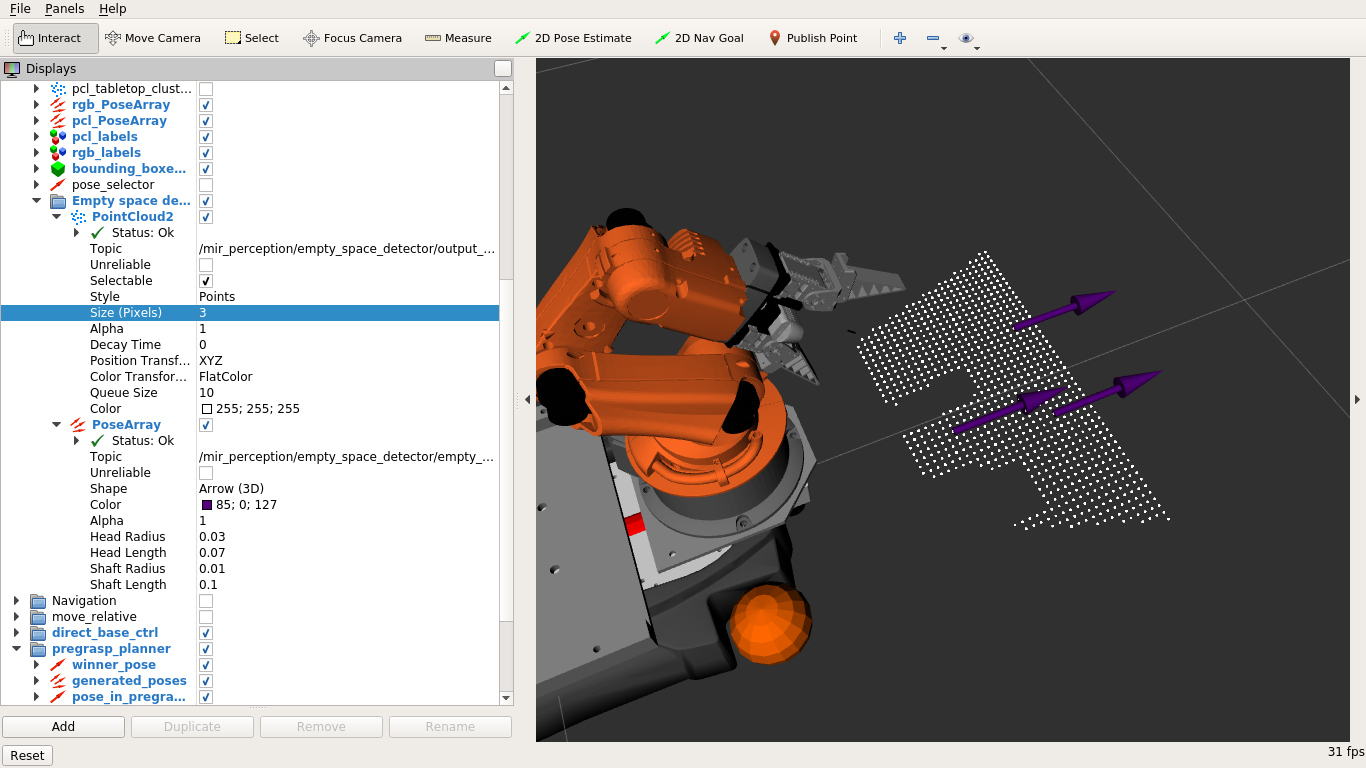 File Panels Help
Interact Move Camera Select Focus Camera Measure 2D Pose Estimate 2D Nav Goal Publish Point
Displays
pcl_tabletop_clust...
rgb_PoseArray
pcl_PoseArray
pcl_labels
rgb_labels
bounding_boxe...
pose_selector
Empty space de...
PointCloud2
Status: Ok
Topic /mir_perception/empty_space_detector/output_...
Unreliable
Selectable
Style Points
Size (Pixels) 3
Alpha 1
Decay Time 0
Position Transf... XYZ
Color Transfor... FlatColor
Queue Size 10
Color 255; 255; 255
PoseArray
Status: Ok
Topic /mir_perception/empty_space_detector/empty_...
Unreliable
Shape Arrow (3D)
Color 85; 0; 127
Alpha 1
Head Radius 0.03
Head Length 0.07
Shaft Radius 0.01
Shaft Length 0.1
Navigation
move_relative
direct_base_ctrl
pregrasp_planner
winner_pose
generated_poses
pose_in_pregra...
Add Duplicate Remove Rename
Reset 31 fps